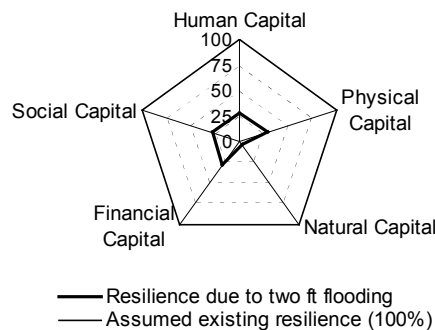 Human Capital
100
75
50
25
0
Social Capital
Physical
Capital
Financial
Capital
Natural Capital
Resilience due to two ft flooding
Assumed existing resilience (100%)